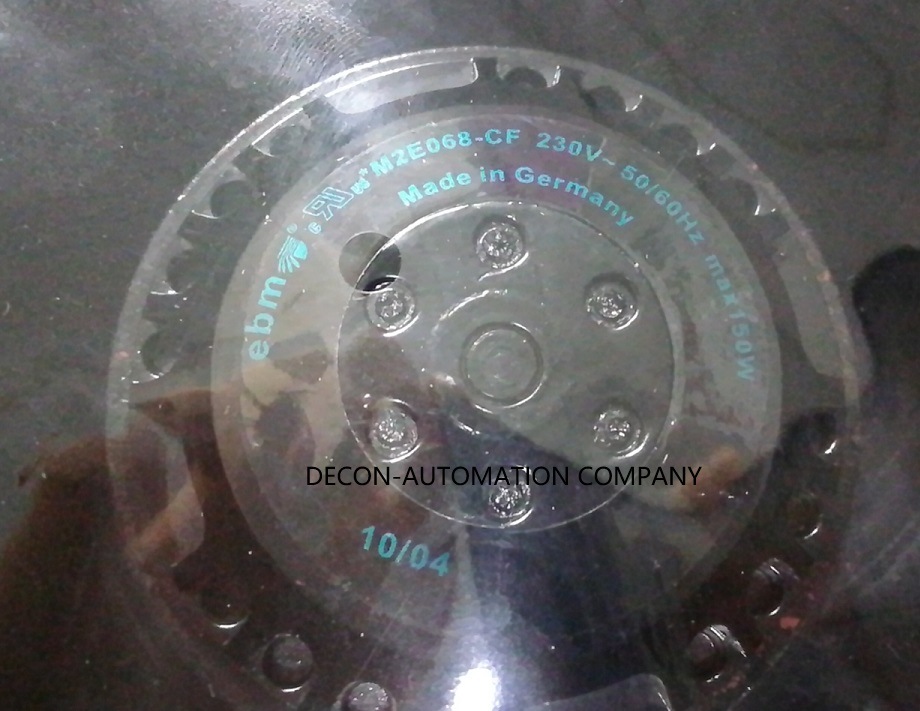 ebm M2E068-CF 230V~ 50/60Hz max150W
Made in Germany
DECON-AUTOMATION COMPANY
10/04